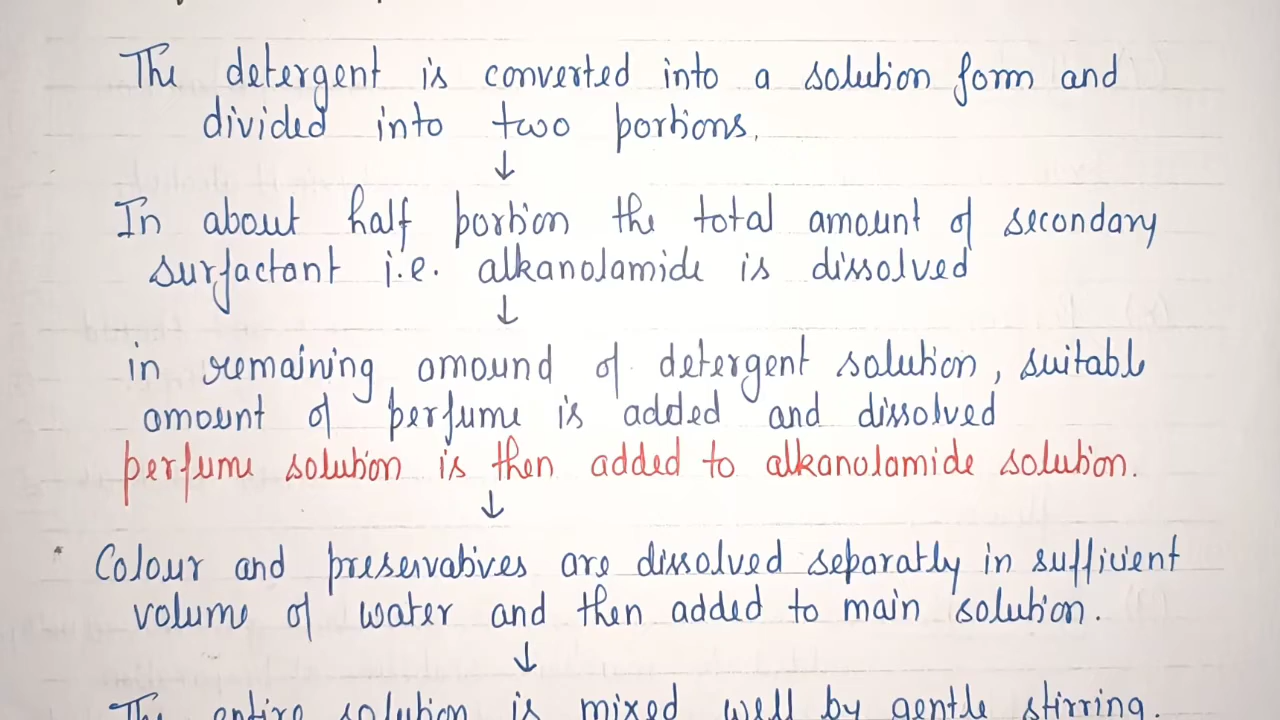 The detergent is converted into a solution form and
divided into two portions.
↓
In about half portion the total amount of secondary
surfactant i.e. alkanolamide is dissolved
↓
in remaining amound of detergent solution, suitable
amount of perfume is added and dissolved
perfume solution is then added to alkanolamide solution.
↓
Colour and preservatives are dissolved separatly in sufficient
volume of water and then added to main solution.
↓
The entire solution is mixed well by gentle stirring.